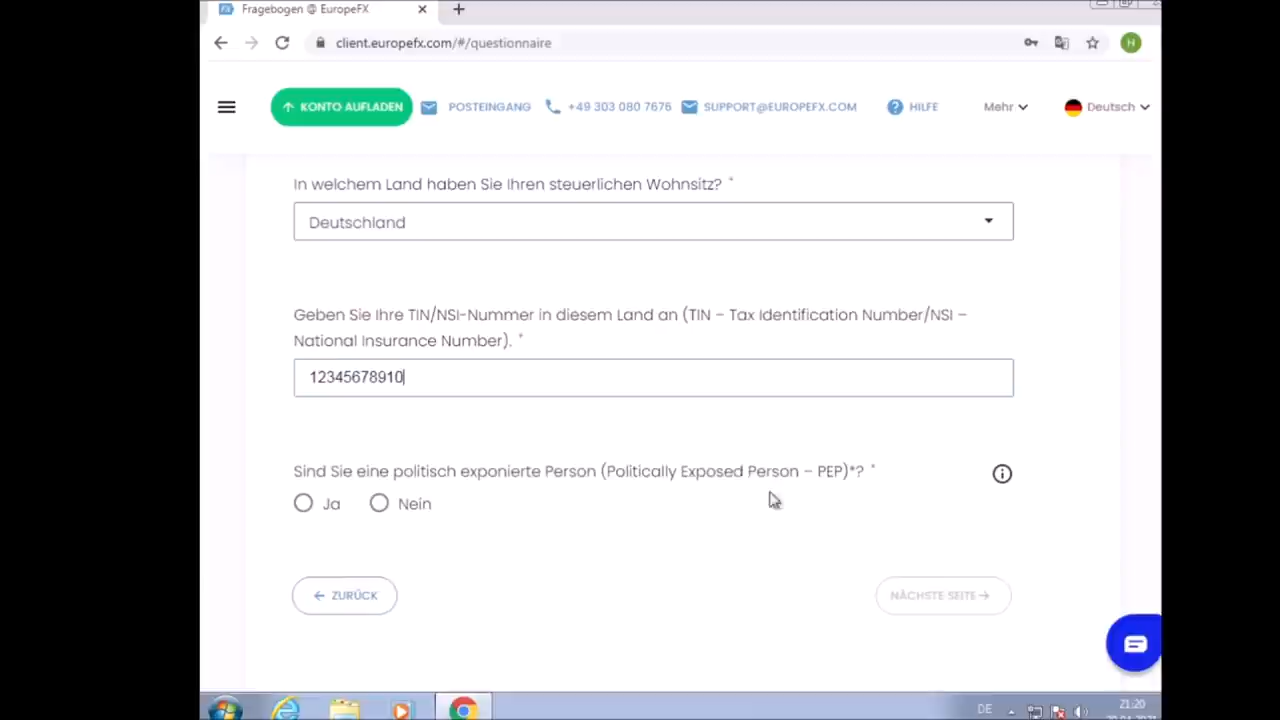 Fragebogen @ EuropeFX
client.europefx.com/#/questionnaire
H
KONTO AUFLADEN
POSTEINGANG
+49 303 080 7676
SUPPORT@EUROPEFX.COM
HILFE
Mehr
Deutsch
In welchem Land haben Sie Ihren steuerlichen Wohnsitz? *
Deutschland
Geben Sie Ihre TIN/NSI-Nummer in diesem Land an (TIN – Tax Identification Number/NSI –
National Insurance Number). *
12345678910
Sind Sie eine politisch exponierte Person (Politically Exposed Person – PEP)*? *
Ja Nein
ZURÜCK
NÄCHSTE SEITE
DE
21:20